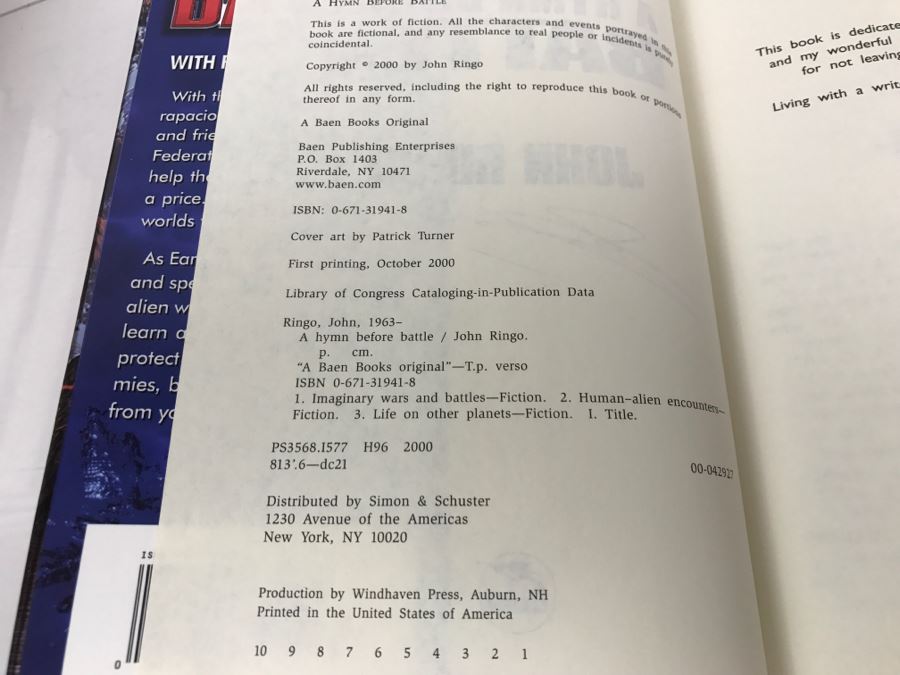 WITH
With th
rapacio
and frie
Federat
help the
a price.
worlds
As Ear
and spe
alien w
learn a
protect
mies, b
from yo
IS
0
A HYMN BEFORE BATTLE
This is a work of fiction. All the characters and events portrayed in this
book are fictional, and any resemblance to real people or incidents is purely
coincidental.
Copyright © 2000 by John Ringo
All rights reserved, including the right to reproduce this book or portions
thereof in any form.
A Baen Books Original
Baen Publishing Enterprises
P.O. Box 1403
Riverdale, NY 10471
www.baen.com
ISBN: 0-671-31941-8
Cover art by Patrick Turner
First printing, October 2000
Library of Congress Cataloging-in-Publication Data
Ringo, John, 1963–
A hymn before battle / John Ringo.
p. cm.
"A Baen Books original"—T.p. verso
ISBN 0-671-31941-8
1. Imaginary wars and battles—Fiction. 2. Human–alien encounters—
Fiction. 3. Life on other planets—Fiction. I. Title.
PS3568.I577 H96 2000
813'.6—dc21
00-042927
Distributed by Simon & Schuster
1230 Avenue of the Americas
New York, NY 10020
Production by Windhaven Press, Auburn, NH
Printed in the United States of America
10 9 8 7 6 5 4 3 2 1
This book is dedicate
and my wonderful
for not leaving
Living with a writ